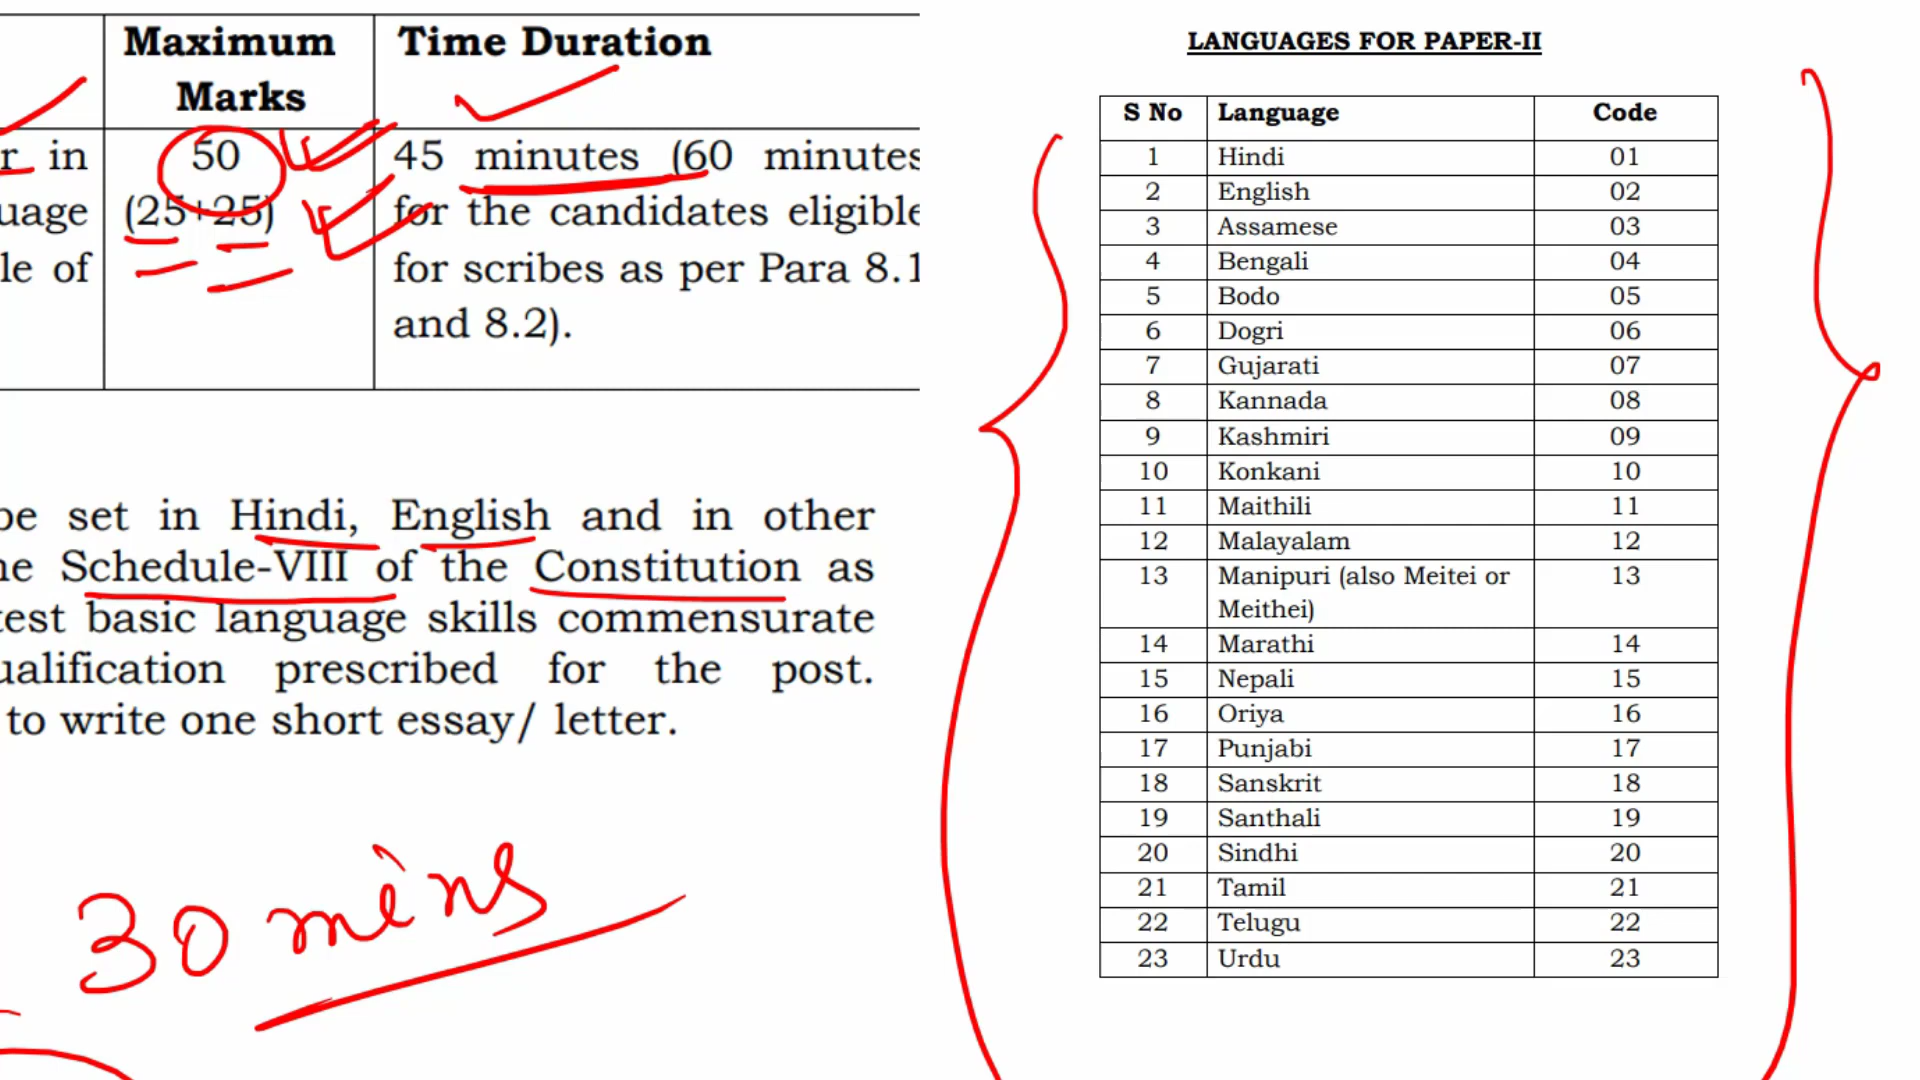 Maximum
Marks
Time Duration
r in
uage
le of
50
(25+25)
45 minutes (60 minutes
for the candidates eligible
for scribes as per Para 8.1
and 8.2).
be set in Hindi, English and in other
he Schedule-VIII of the Constitution as
test basic language skills commensurate
ualification prescribed for the post.
to write one short essay/ letter.
30 mins
LANGUAGES FOR PAPER-II
S No Language Code
1 Hindi 01
2 English 02
3 Assamese 03
4 Bengali 04
5 Bodo 05
6 Dogri 06
7 Gujarati 07
8 Kannada 08
9 Kashmiri 09
10 Konkani 10
11 Maithili 11
12 Malayalam 12
13 Manipuri (also Meitei or 13
Meithei)
14 Marathi 14
15 Nepali 15
16 Oriya 16
17 Punjabi 17
18 Sanskrit 18
19 Santhali 19
20 Sindhi 20
21 Tamil 21
22 Telugu 22
23 Urdu 23